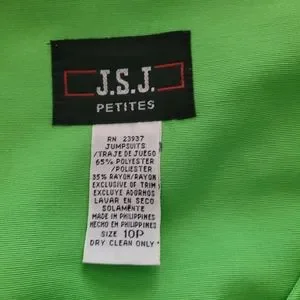 J.S.J.
PETITES
RN 23937
JUMPSUITS
/TRAJE DE JUEGO
65% POLYESTER
/POLIESTER
35% RAYON/RAYON
EXCLUSIVE OF TRIM
EXCLUYE ADORNOS
LAVAR EN SECO
SOLAMENTE
MADE IN PHILIPPINES
HECHO EN PHILIPPINES
SIZE 10P
DRY CLEAN ONLY